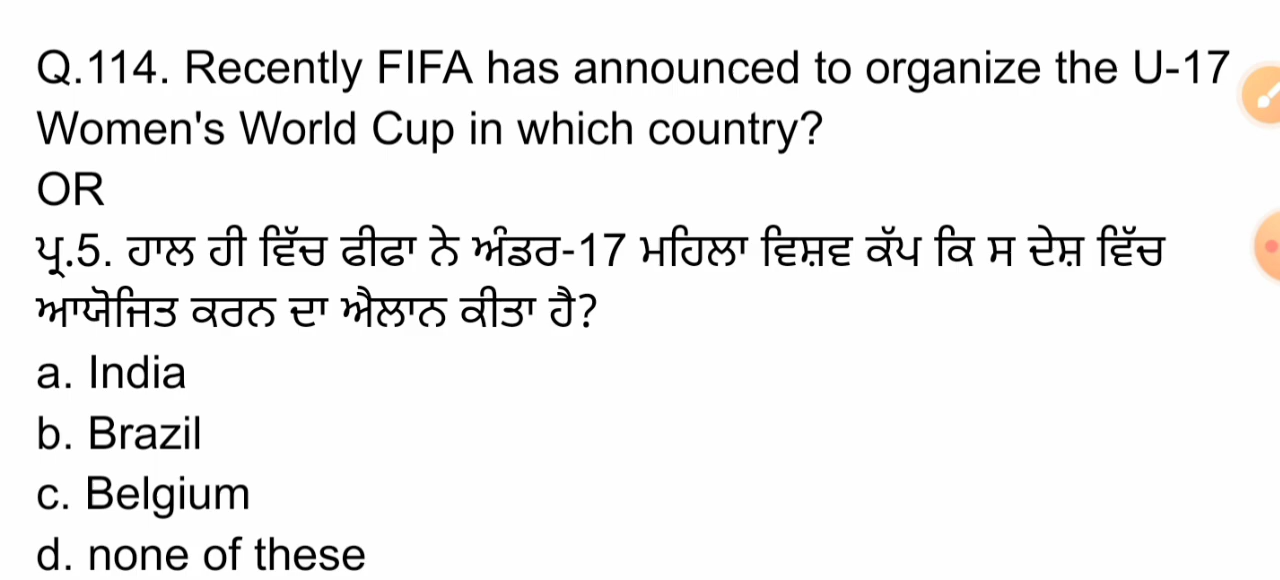 Q.114. Recently FIFA has announced to organize the U-17
Women's World Cup in which country?
OR
ਪ੍ਰ.5. ਹਾਲ ਹੀ ਵਿੱਚ ਫੀਫਾ ਨੇ ਅੰਡਰ-17 ਮਹਿਲਾ ਵਿਸ਼ਵ ਕੱਪ ਕਿ ਸ ਦੇਸ਼ ਵਿੱਚ
ਆਯੋਜਿਤ ਕਰਨ ਦਾ ਐਲਾਨ ਕੀਤਾ ਹੈ?
a. India
b. Brazil
c. Belgium
d. none of these